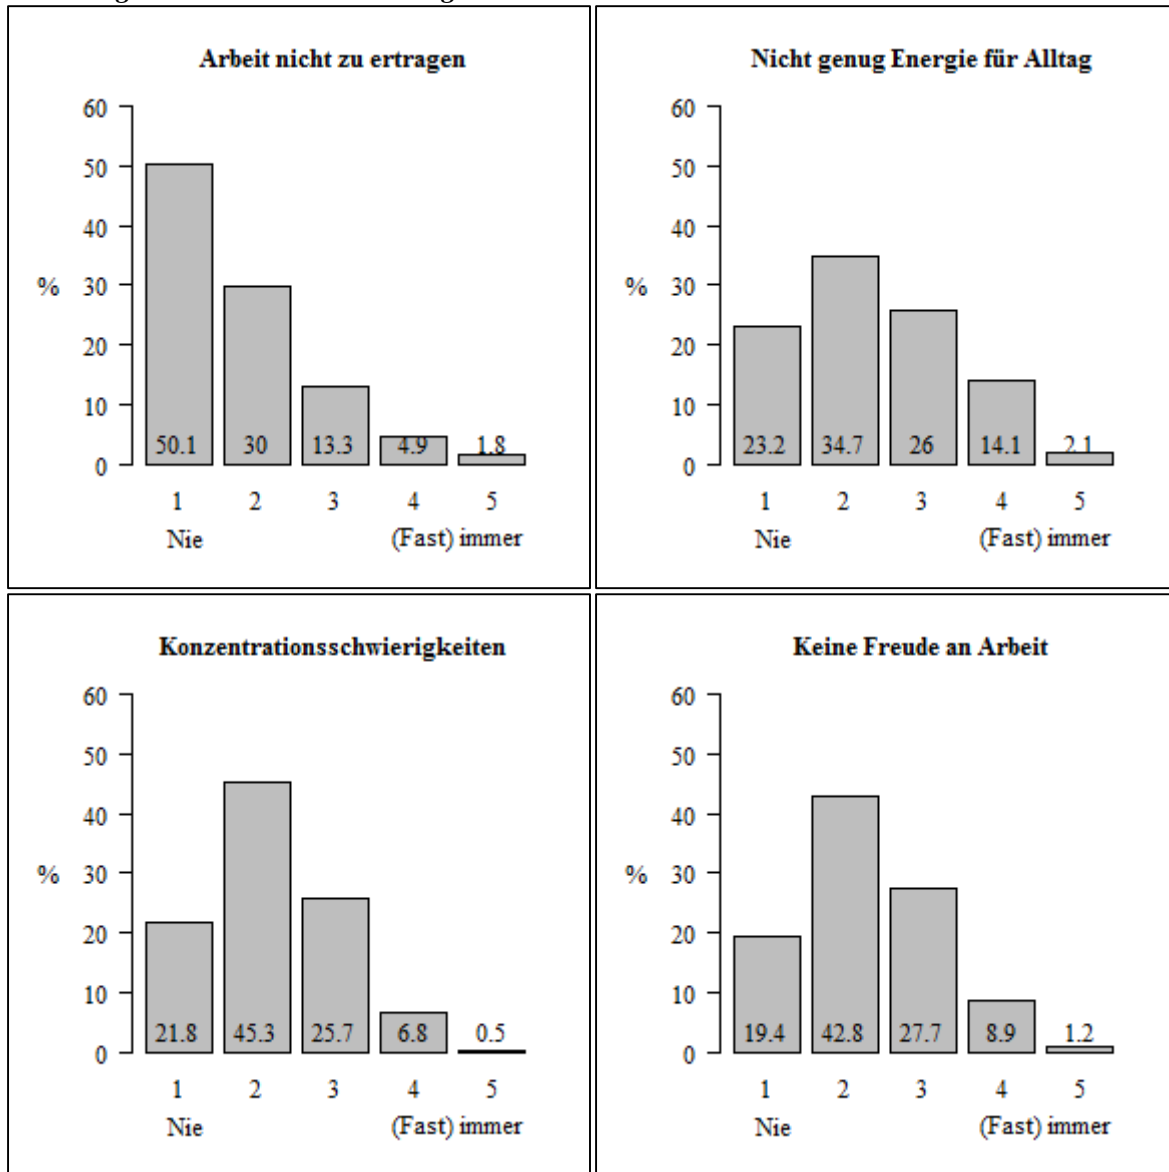 Arbeit nicht zu ertragen
60
50
40
% 30
20
10
0
50.1 30 13.3 4.9 1.8
1 2 3 4 5
Nie (Fast) immer
Nicht genug Energie für Alltag
60
50
40
% 30
20
10
0
23.2 34.7 26 14.1 2.1
1 2 3 4 5
Nie (Fast) immer
Konzentrationsschwierigkeiten
60
50
40
% 30
20
10
0
21.8 45.3 25.7 6.8 0.5
1 2 3 4 5
Nie (Fast) immer
Keine Freude an Arbeit
60
50
40
% 30
20
10
0
19.4 42.8 27.7 8.9 1.2
1 2 3 4 5
Nie (Fast) immer